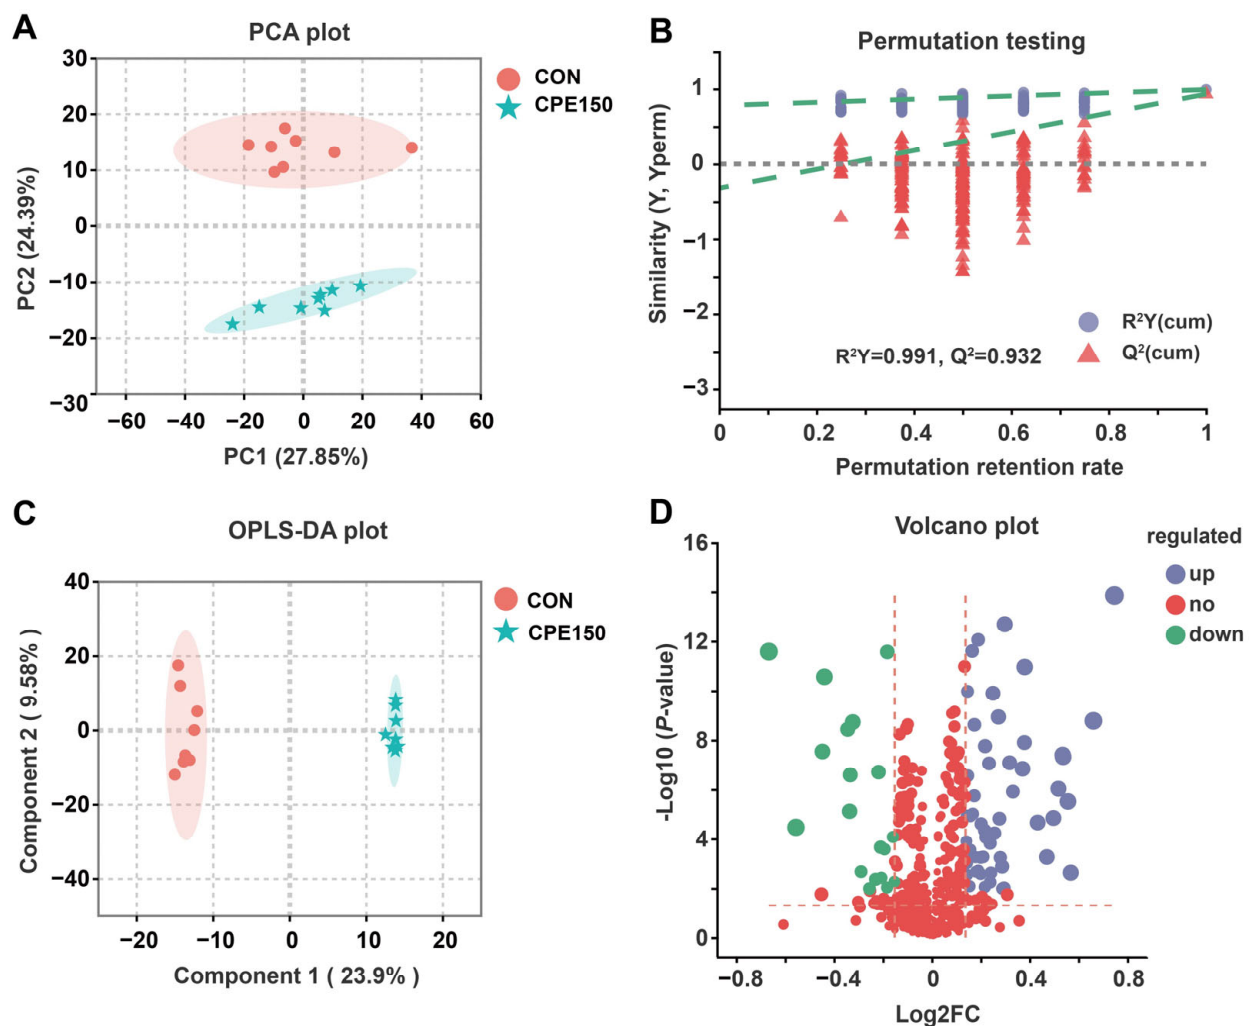 A
PCA plot
30
20
10
0
−10
−20
−30
−60
−40
−20
0
20
40
60
PC2 (24.39%)
PC1 (27.85%)
CON
CPE150
B
Permutation testing
1
0
−1
−2
−3
0
0.2
0.4
0.6
0.8
1
Similarity (Y, Yperm)
Permutation retention rate
R²Y(cum)
Q²(cum)
R²Y=0.991, Q²=0.932
C
OPLS-DA plot
40
20
0
−20
−40
−20
−10
0
10
20
Component 2 ( 9.58% )
Component 1 ( 23.9% )
CON
CPE150
D
Volcano plot
16
12
8
4
0
−0.8
−0.4
0
0.4
0.8
-Log10 (P-value)
Log2FC
regulated
up
no
down